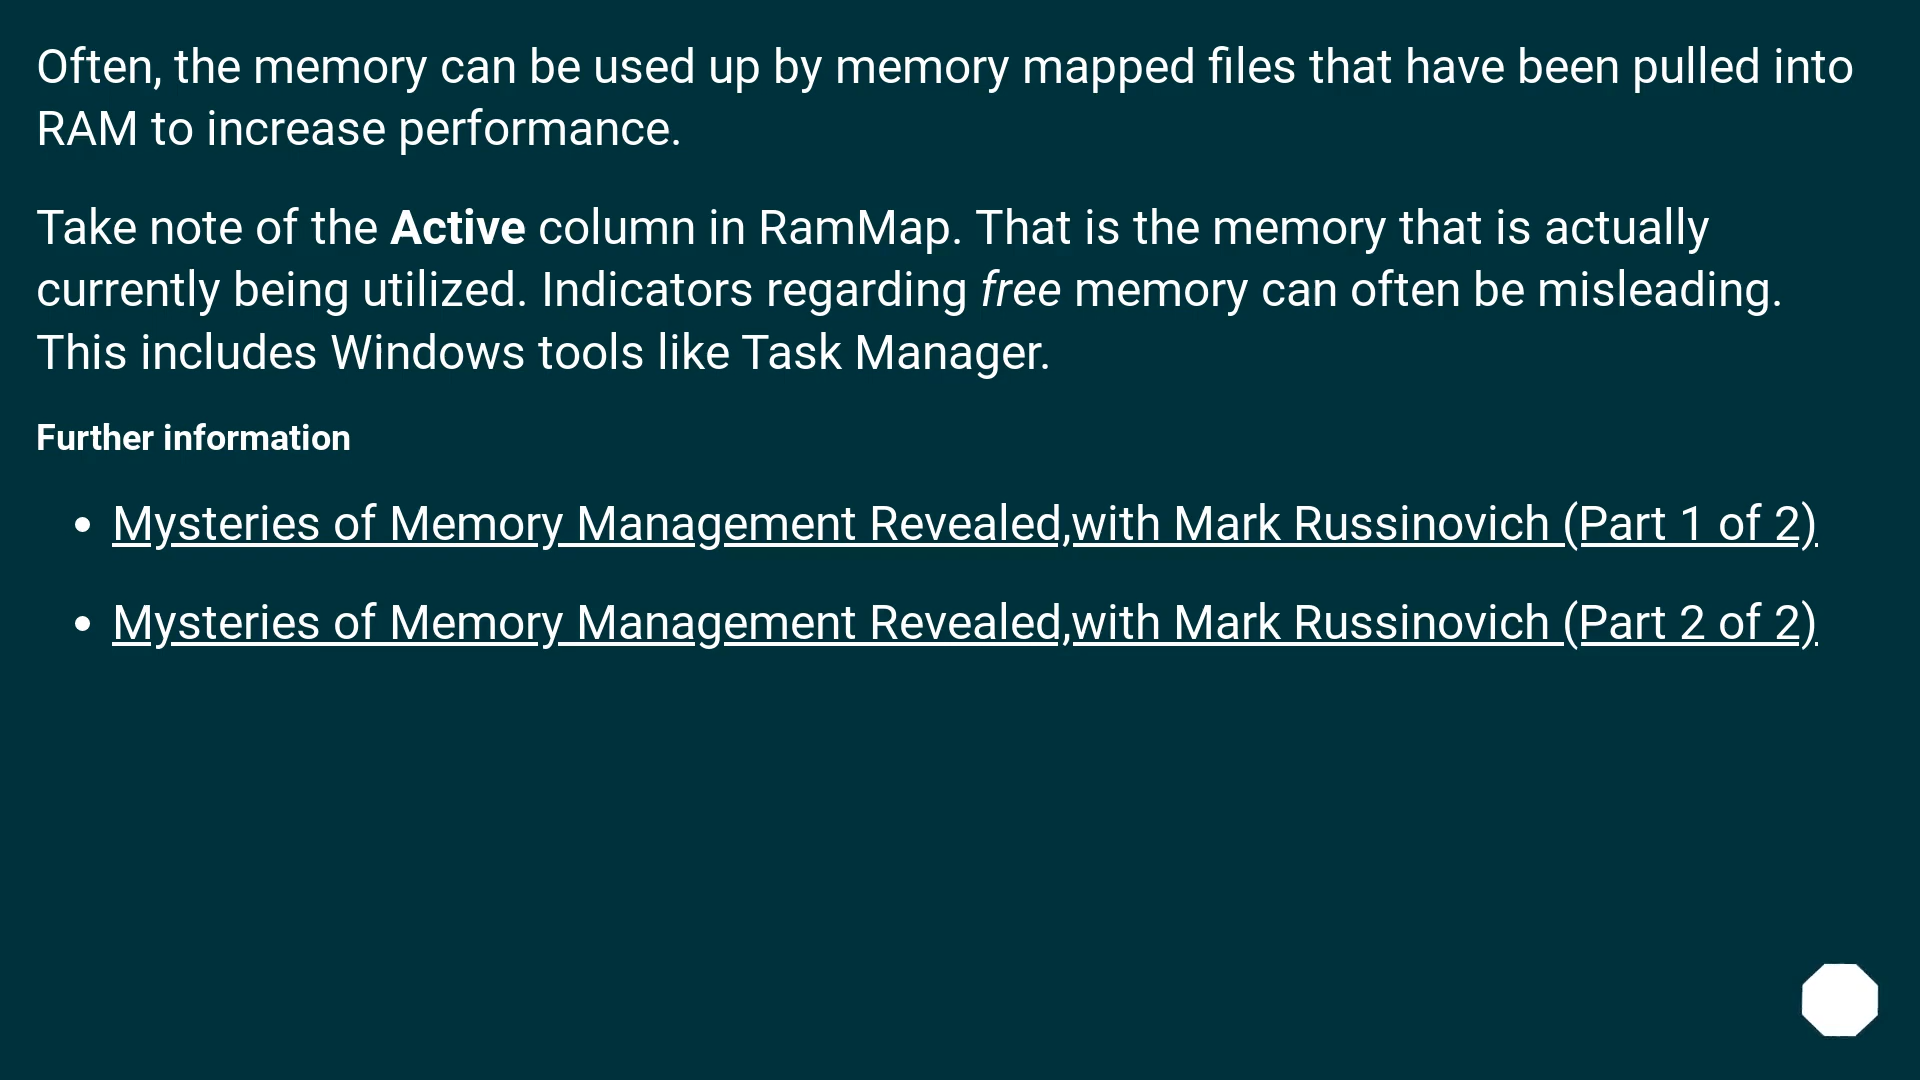 Often, the memory can be used up by memory mapped files that have been pulled into
RAM to increase performance.
Take note of the Active column in RamMap. That is the memory that is actually
currently being utilized. Indicators regarding free memory can often be misleading.
This includes Windows tools like Task Manager.
Further information
• Mysteries of Memory Management Revealed,with Mark Russinovich (Part 1 of 2)
• Mysteries of Memory Management Revealed,with Mark Russinovich (Part 2 of 2)